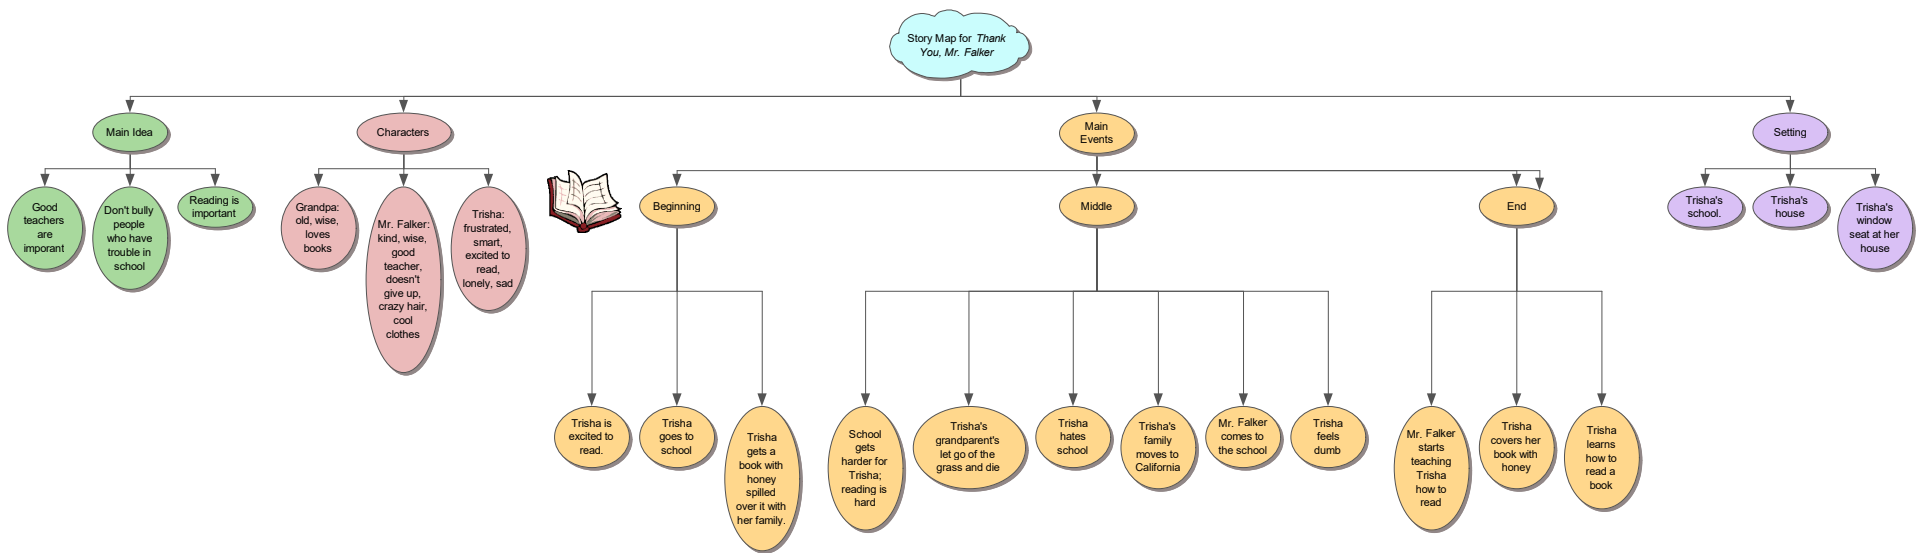 Story Map for Thank
You, Mr. Falker
Main Idea
Characters
Main
Events
Setting
Good
teachers
are
imporant
Don't bully
people
who have
trouble in
school
Reading is
important
Grandpa:
old, wise,
loves
books
Mr. Falker:
kind, wise,
good
teacher,
doesn't
give up,
crazy hair,
cool
clothes
Trisha:
frustrated,
smart,
excited to
read,
lonely, sad
Beginning
Middle
End
Trisha's
school.
Trisha's
house
Trisha's
window
seat at her
house
Trisha is
excited to
read.
Trisha
goes to
school
Trisha
gets a
book with
honey
spilled
over it with
her family.
School
gets
harder for
Trisha;
reading is
hard
Trisha's
grandparent's
let go of the
grass and die
Trisha
hates
school
Trisha's
family
moves to
California
Mr. Falker
comes to
the school
Trisha
feels
dumb
Mr. Falker
starts
teaching
Trisha
how to
read
Trisha
covers her
book with
honey
Trisha
learns
how to
read a
book